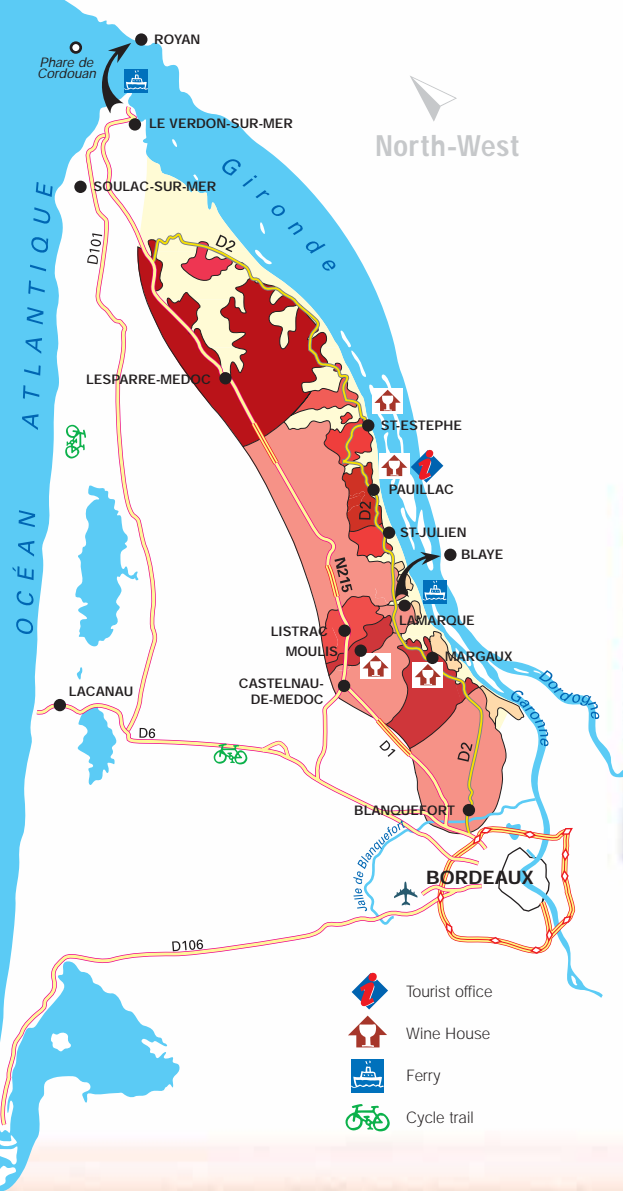 ROYAN
Phare de
Cordouan
LE VERDON-SUR-MER
North-West
Gironde
SOULAC-SUR-MER
D101
D2
OCÉAN ATLANTIQUE
LESPARRE-MEDOC
ST-ESTEPHE
PAUILLAC
D2
ST-JULIEN
BLAYE
N215
LAMARQUE
LISTRAC
MOULIS
MARGAUX
CASTELNAU-
DE-MEDOC
Dordogne
Garonne
LACANAU
D6
D1
D2
BLANQUEFORT
Jalle de Blanquefort
BORDEAUX
D106
Tourist office
Wine House
Ferry
Cycle trail